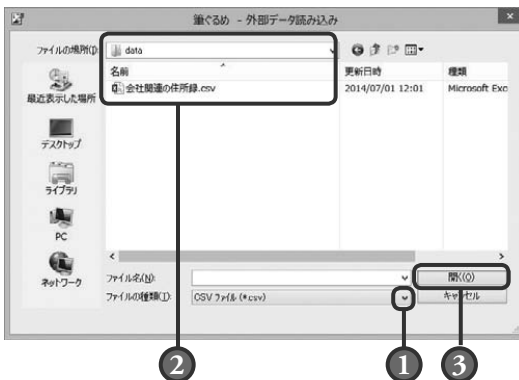 筆ぐるめ - 外部データ読み込み
ファイルの場所(I):
data
名前
更新日時
種類
会社関連の住所録.csv
2014/07/01 12:01
Microsoft Exc
最近表示した場所
デスクトップ
ライブラリ
PC
ネットワーク
ファイル名(N):
開く(O)
ファイルの種類(T):
CSV ファイル (*.csv)
キャンセル
2
1
3